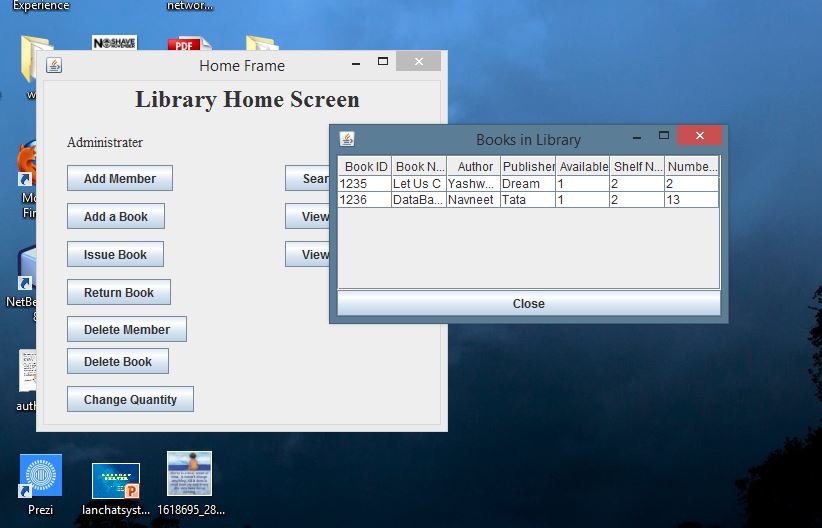 Experience
networ...
NO SHAVE
NOVEMBER
PDF
Home Frame
Library Home Screen
Administrater
Add Member
Add a Book
Issue Book
Return Book
Delete Member
Delete Book
Change Quantity
Sear
View
View
Books in Library
Book ID Book N... Author Publisher Available Shelf N... Numbe...
1235 Let Us C Yashw... Dream 1 2 2
1236 DataBa... Navneet Tata 1 2 13
Close
Mo
Fir
NetBe
8
auth
Prezi
lanchatsyst...
1618695_28...